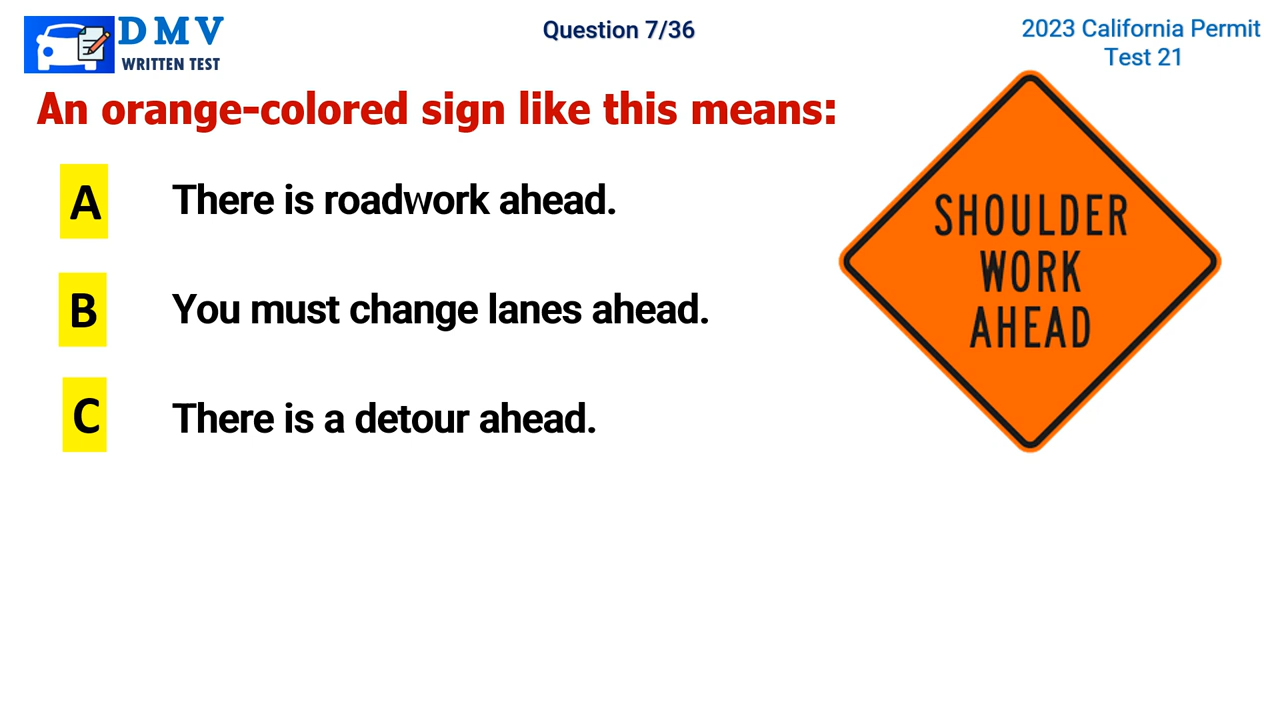 DMV
WRITTEN TEST
Question 7/36
2023 California Permit
Test 21
An orange-colored sign like this means:
A There is roadwork ahead.
B You must change lanes ahead.
C There is a detour ahead.
SHOULDER
WORK
AHEAD